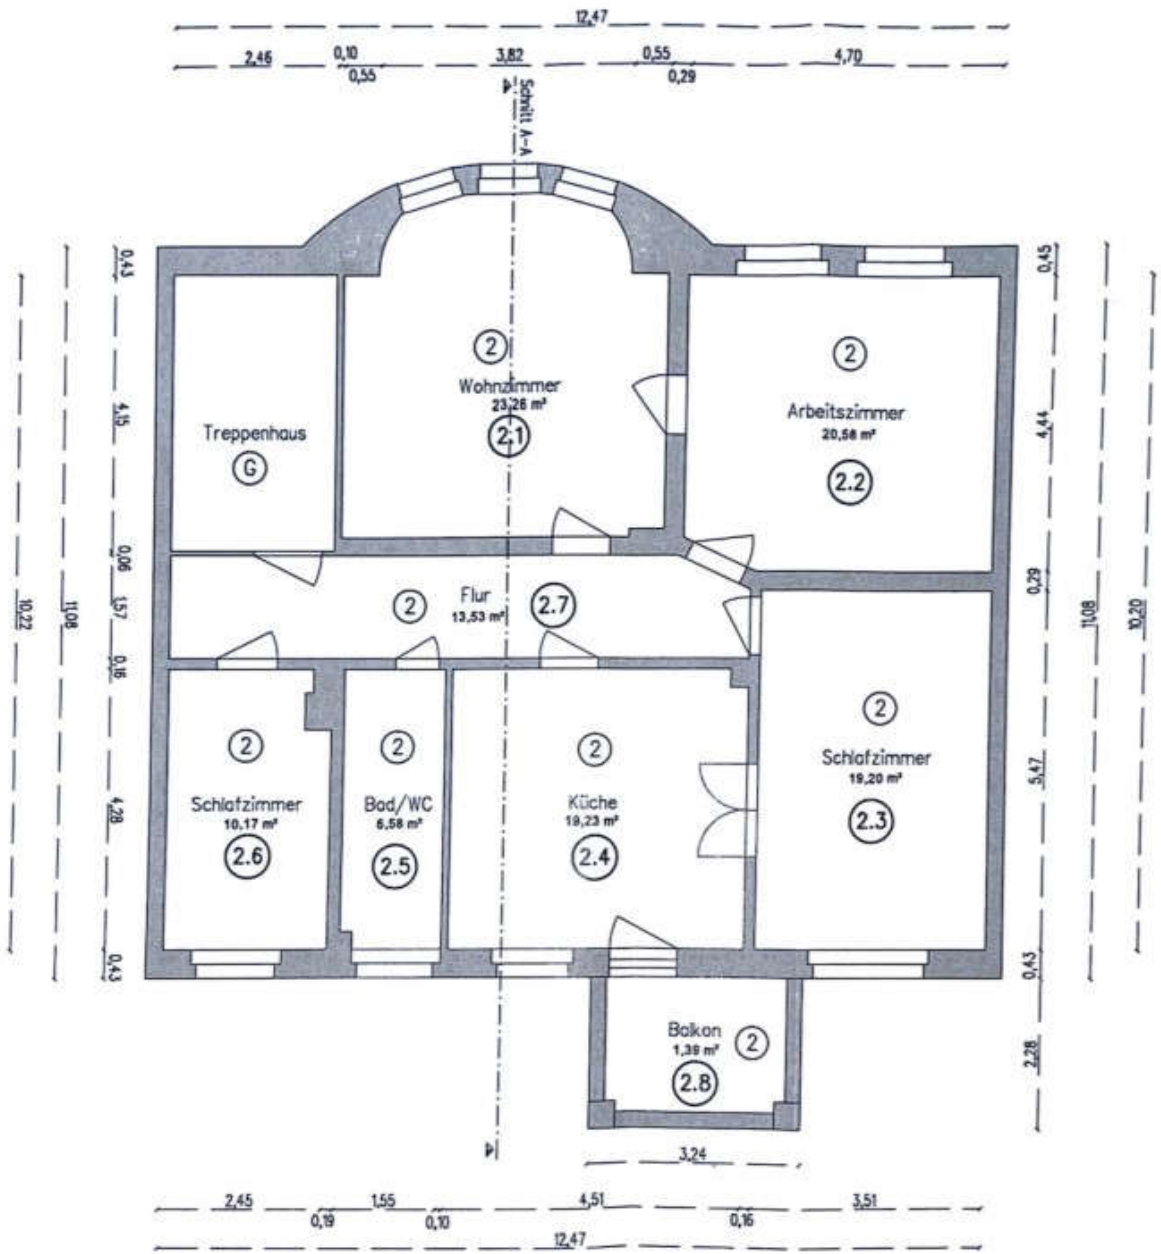 12,47
2,46 0,10 3,82 0,55 4,70
0,55 0,29
Schnitt A-A
0,43
4,15
0,06
1,57
0,16
4,28
0,43
11,08
10,22
0,45
4,44
0,29
5,47
0,43
2,28
11,08
10,20
2
Wohnzimmer
23,26 m²
2.1
2
Arbeitszimmer
20,58 m²
2.2
Treppenhaus
G
2 Flur 2.7
13,53 m²
2
Schlafzimmer
19,20 m²
2.3
2
Schlafzimmer
10,17 m²
2.6
2
Bad/WC
6,58 m²
2.5
2
Küche
19,23 m²
2.4
Balkon 2
1,39 m²
2.8
3,24
2,45 1,55 4,51 3,51
0,19 0,10 0,16
12,47